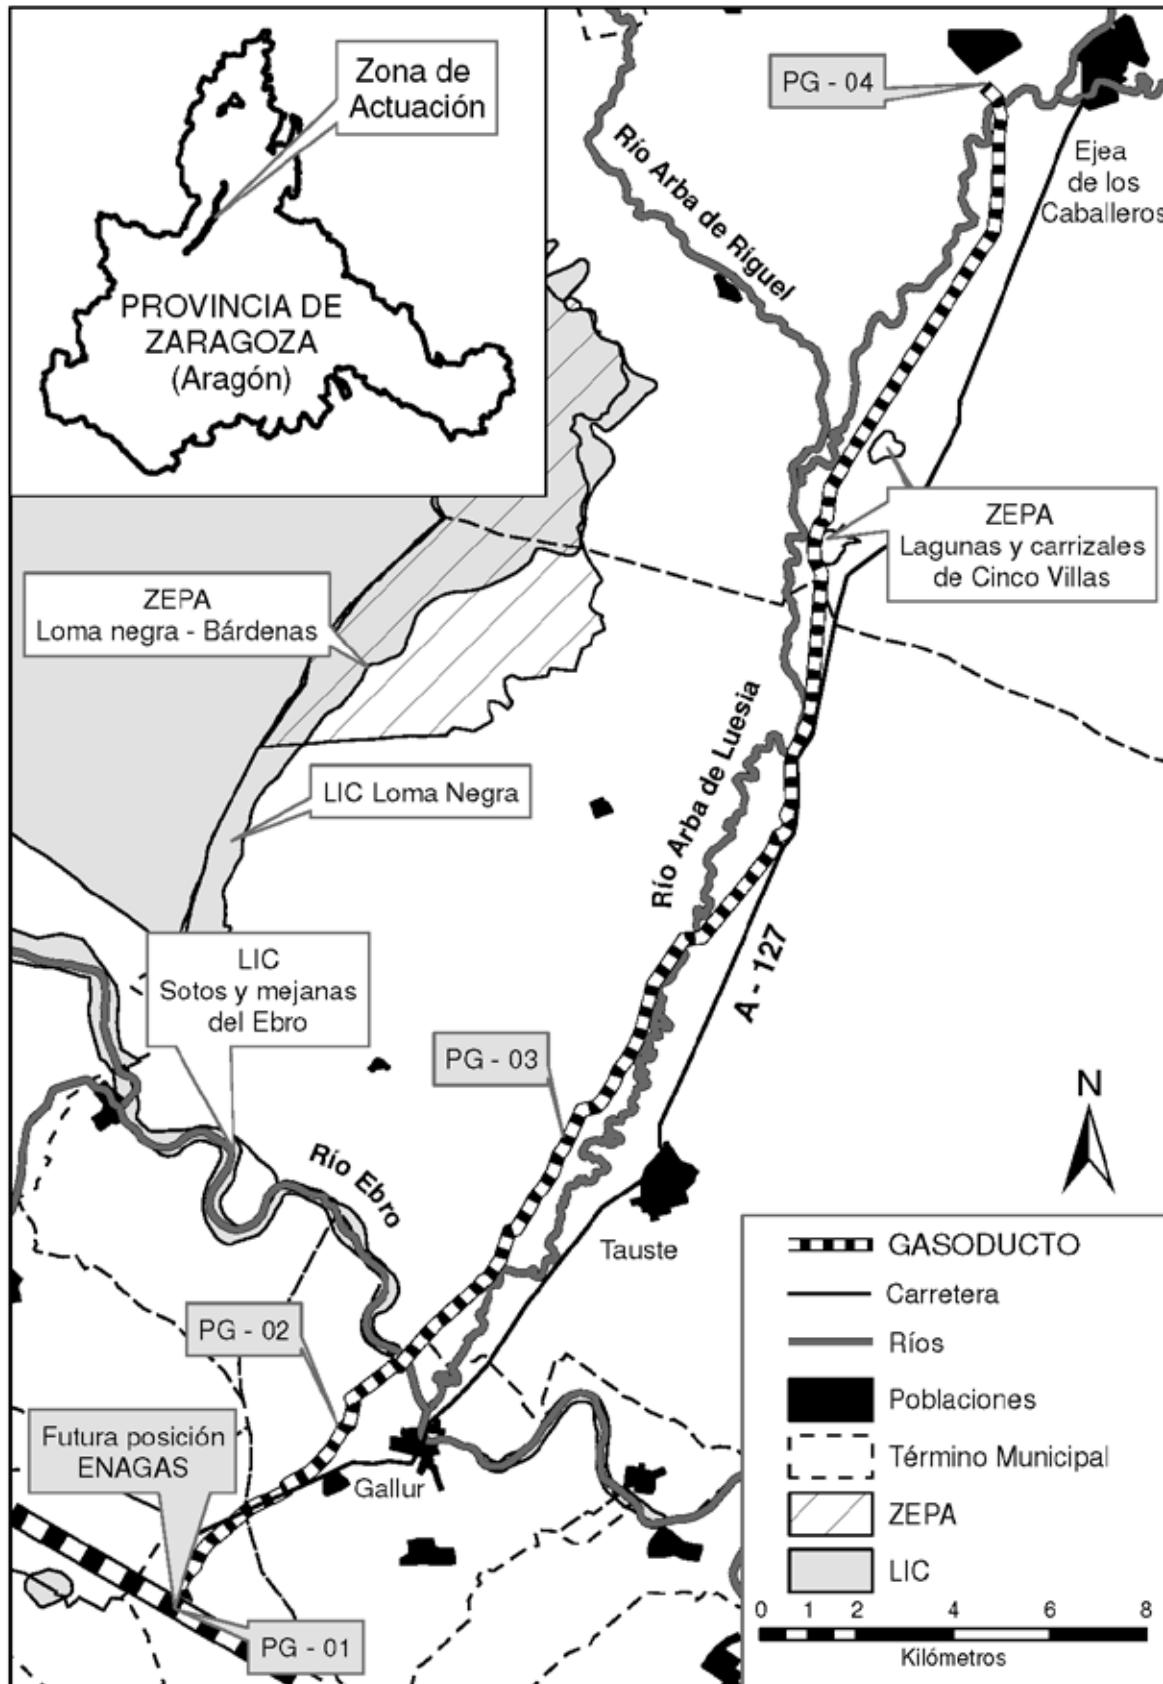 Zona de
Actuación
PROVINCIA DE
ZARAGOZA
(Aragón)
PG - 04
Ejea
de los
Caballeros
Río Arba de Riguel
ZEPA
Lagunas y carrizales
de Cinco Villas
ZEPA
Loma negra - Bárdenas
LIC Loma Negra
Río Arba de Luesia
A - 127
LIC
Sotos y mejanas
del Ebro
PG - 03
N
Río Ebro
Tauste
PG - 02
Futura posición
ENAGAS
Gallur
PG - 01
GASODUCTO
Carretera
Ríos
Poblaciones
Término Municipal
ZEPA
LIC
0 1 2 4 6 8
Kilómetros